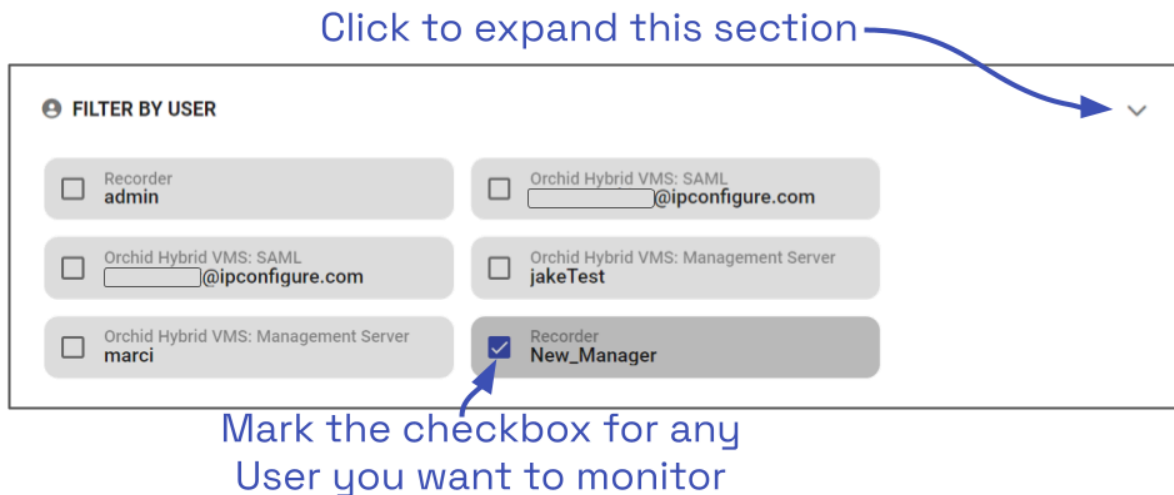 Click to expand this section
FILTER BY USER
Recorder
admin
Orchid Hybrid VMS: SAML
@ipconfigure.com
Orchid Hybrid VMS: SAML
@ipconfigure.com
Orchid Hybrid VMS: Management Server
jakeTest
Orchid Hybrid VMS: Management Server
marci
Recorder
New_Manager
Mark the checkbox for any
User you want to monitor